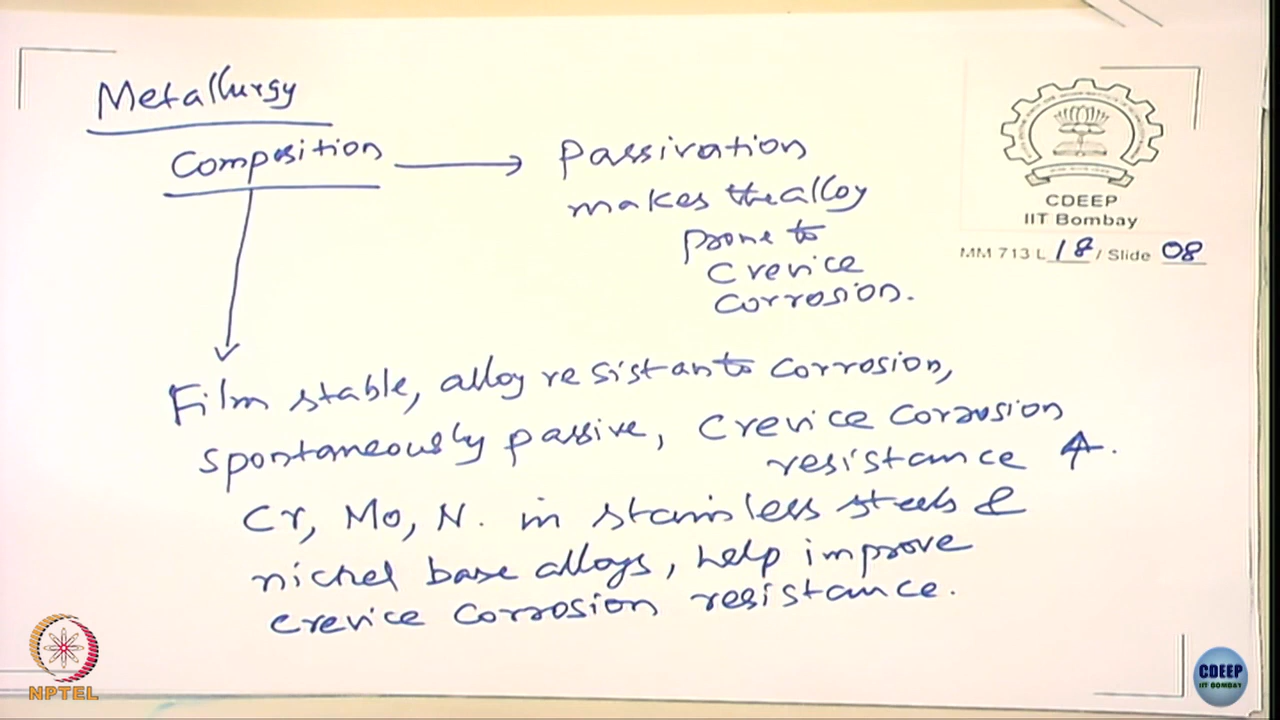 Metallurgy
Composition → Passivation
makes the alloy
prone to
crevice
corrosion.
CDEEP
IIT Bombay
MM 713 L 18 / Slide 08
Film stable, alloy resistant to corrosion,
spontaneously passive, crevice corrosion
resistance ↑.
Cr, Mo, N. in stainless steels &
nickel base alloys, help improve
crevice corrosion resistance.
NPTEL
CDEEP
IIT BOMBAY